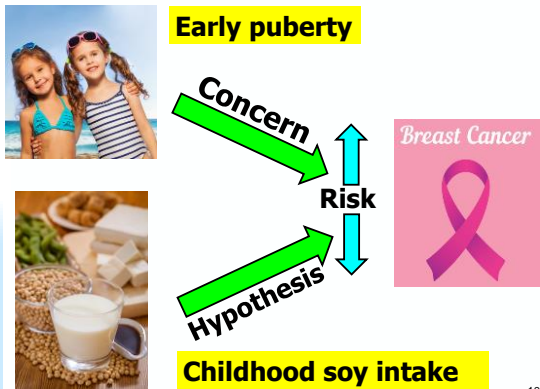 Early puberty
Concern
Breast Cancer
Risk
Hypothesis
Childhood soy intake